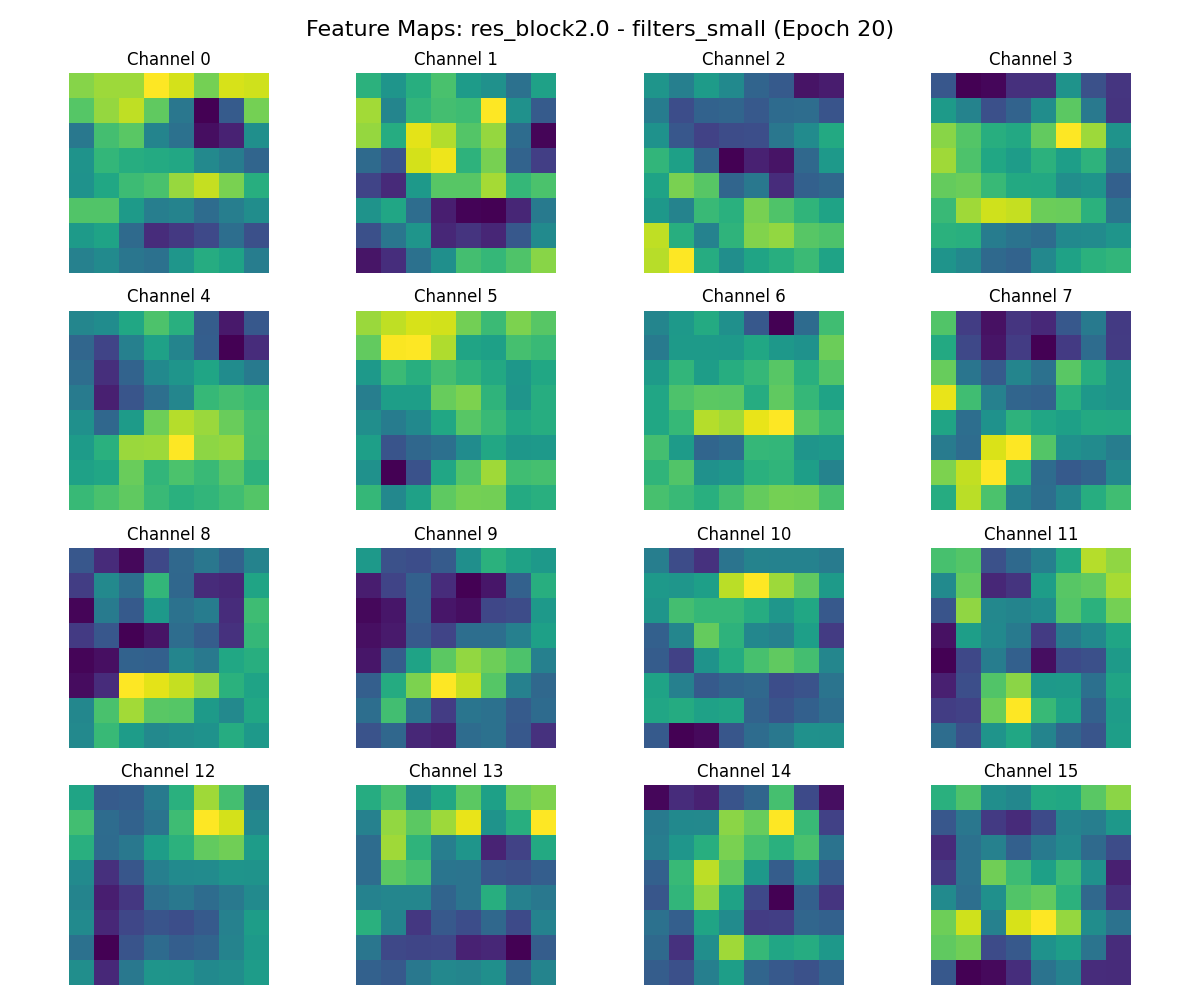 Feature Maps: res_block2.0 - filters_small (Epoch 20)
Channel 0
Channel 1
Channel 2
Channel 3
Channel 4
Channel 5
Channel 6
Channel 7
Channel 8
Channel 9
Channel 10
Channel 11
Channel 12
Channel 13
Channel 14
Channel 15